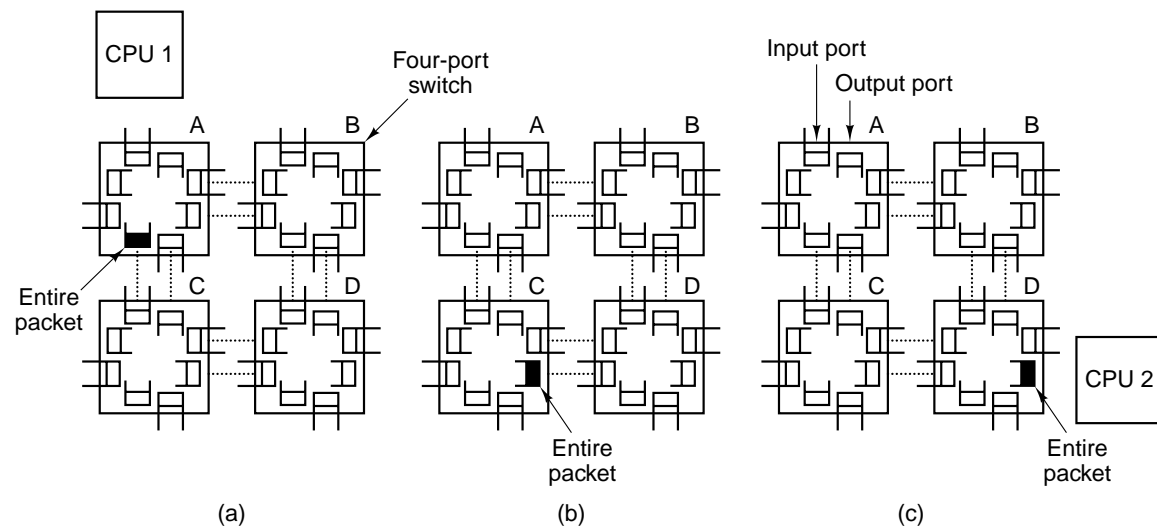 CPU 1
Input port
Four-port
switch
Output port
A
B
A
B
A
B
Entire
packet
C
D
C
D
C
D
CPU 2
Entire
packet
Entire
packet
(a)
(b)
(c)